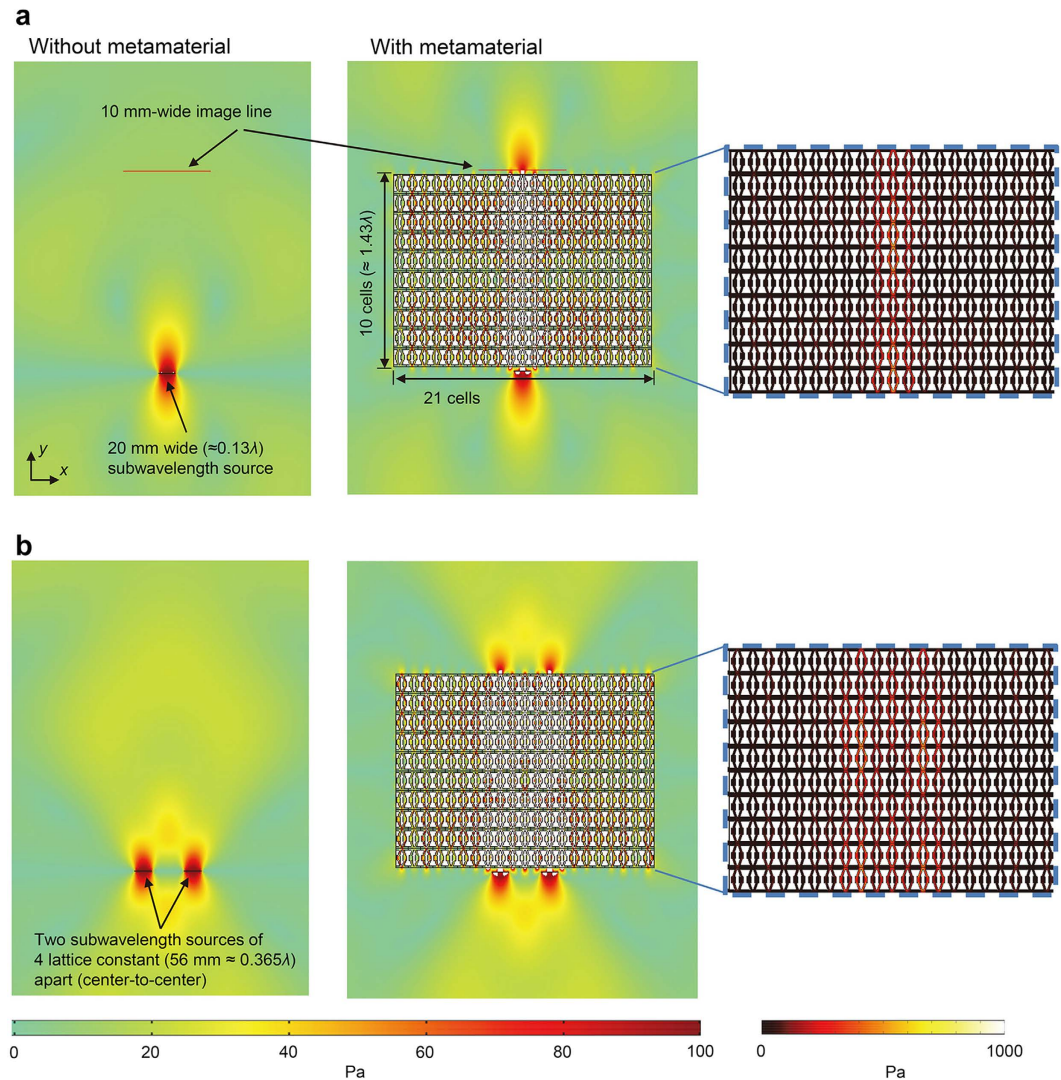 a
Without metamaterial
With metamaterial
10 mm-wide image line
10 cells (≈ 1.43λ)
21 cells
20 mm wide (≈0.13λ)
subwavelength source
y
x
b
Two subwavelength sources of
4 lattice constant (56 mm ≈ 0.365λ)
apart (center-to-center)
0 20 40 60 80 100
Pa
0 1000
Pa